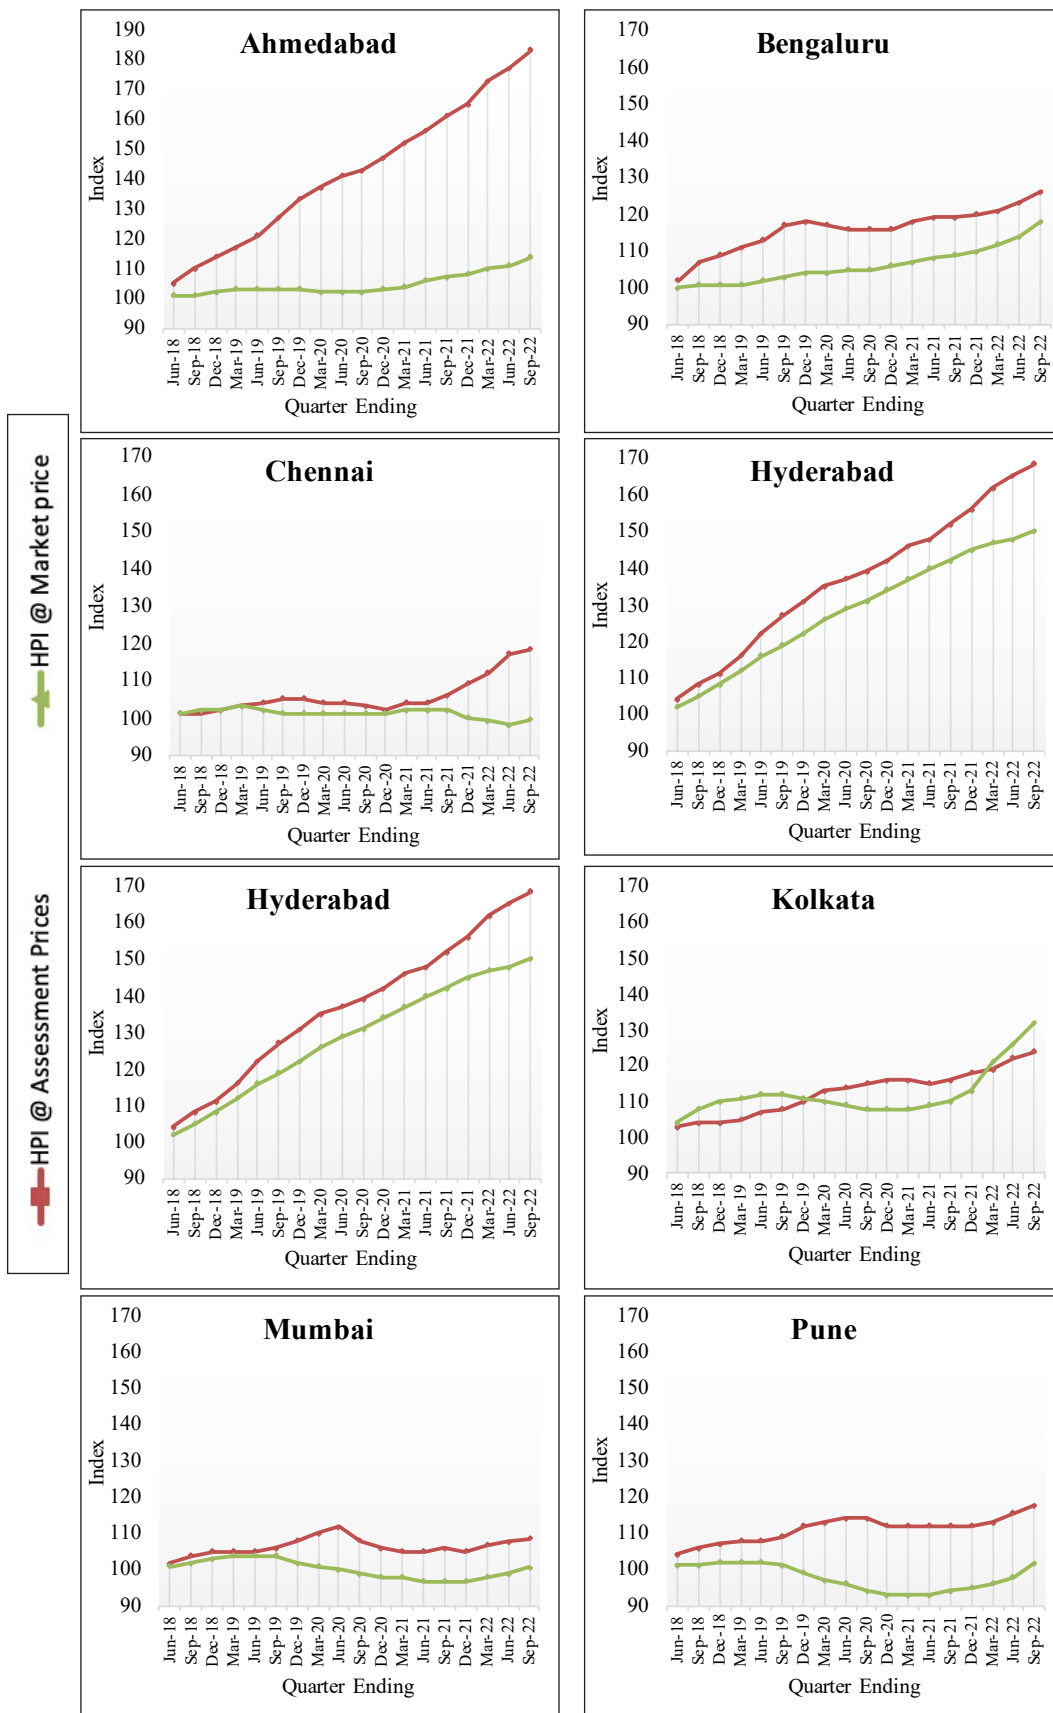 HPI @ Market price
HPI @ Assessment Prices
Ahmedabad
190
180
170
160
150
140
130
120
110
100
90
Index
Jun-18
Sep-18
Dec-18
Mar-19
Jun-19
Sep-19
Dec-19
Mar-20
Jun-20
Sep-20
Dec-20
Mar-21
Jun-21
Sep-21
Dec-21
Mar-22
Jun-22
Sep-22
Quarter Ending
Bengaluru
170
160
150
140
130
120
110
100
90
Index
Jun-18
Sep-18
Dec-18
Mar-19
Jun-19
Sep-19
Dec-19
Mar-20
Jun-20
Sep-20
Dec-20
Mar-21
Jun-21
Sep-21
Dec-21
Mar-22
Jun-22
Sep-22
Quarter Ending
Chennai
170
160
150
140
130
120
110
100
90
Index
Jun-18
Sep-18
Dec-18
Mar-19
Jun-19
Sep-19
Dec-19
Mar-20
Jun-20
Sep-20
Dec-20
Mar-21
Jun-21
Sep-21
Dec-21
Mar-22
Jun-22
Sep-22
Quarter Ending
Hyderabad
170
160
150
140
130
120
110
100
90
Index
Jun-18
Sep-18
Dec-18
Mar-19
Jun-19
Sep-19
Dec-19
Mar-20
Jun-20
Sep-20
Dec-20
Mar-21
Jun-21
Sep-21
Dec-21
Mar-22
Jun-22
Sep-22
Quarter Ending
Hyderabad
170
160
150
140
130
120
110
100
90
Index
Jun-18
Sep-18
Dec-18
Mar-19
Jun-19
Sep-19
Dec-19
Mar-20
Jun-20
Sep-20
Dec-20
Mar-21
Jun-21
Sep-21
Dec-21
Mar-22
Jun-22
Sep-22
Quarter Ending
Kolkata
170
160
150
140
130
120
110
100
90
Index
Jun-18
Sep-18
Dec-18
Mar-19
Jun-19
Sep-19
Dec-19
Mar-20
Jun-20
Sep-20
Dec-20
Mar-21
Jun-21
Sep-21
Dec-21
Mar-22
Jun-22
Sep-22
Quarter Ending
Mumbai
170
160
150
140
130
120
110
100
90
Index
Jun-18
Sep-18
Dec-18
Mar-19
Jun-19
Sep-19
Dec-19
Mar-20
Jun-20
Sep-20
Dec-20
Mar-21
Jun-21
Sep-21
Dec-21
Mar-22
Jun-22
Sep-22
Quarter Ending
Pune
170
160
150
140
130
120
110
100
90
Index
Jun-18
Sep-18
Dec-18
Mar-19
Jun-19
Sep-19
Dec-19
Mar-20
Jun-20
Sep-20
Dec-20
Mar-21
Jun-21
Sep-21
Dec-21
Mar-22
Jun-22
Sep-22
Quarter Ending